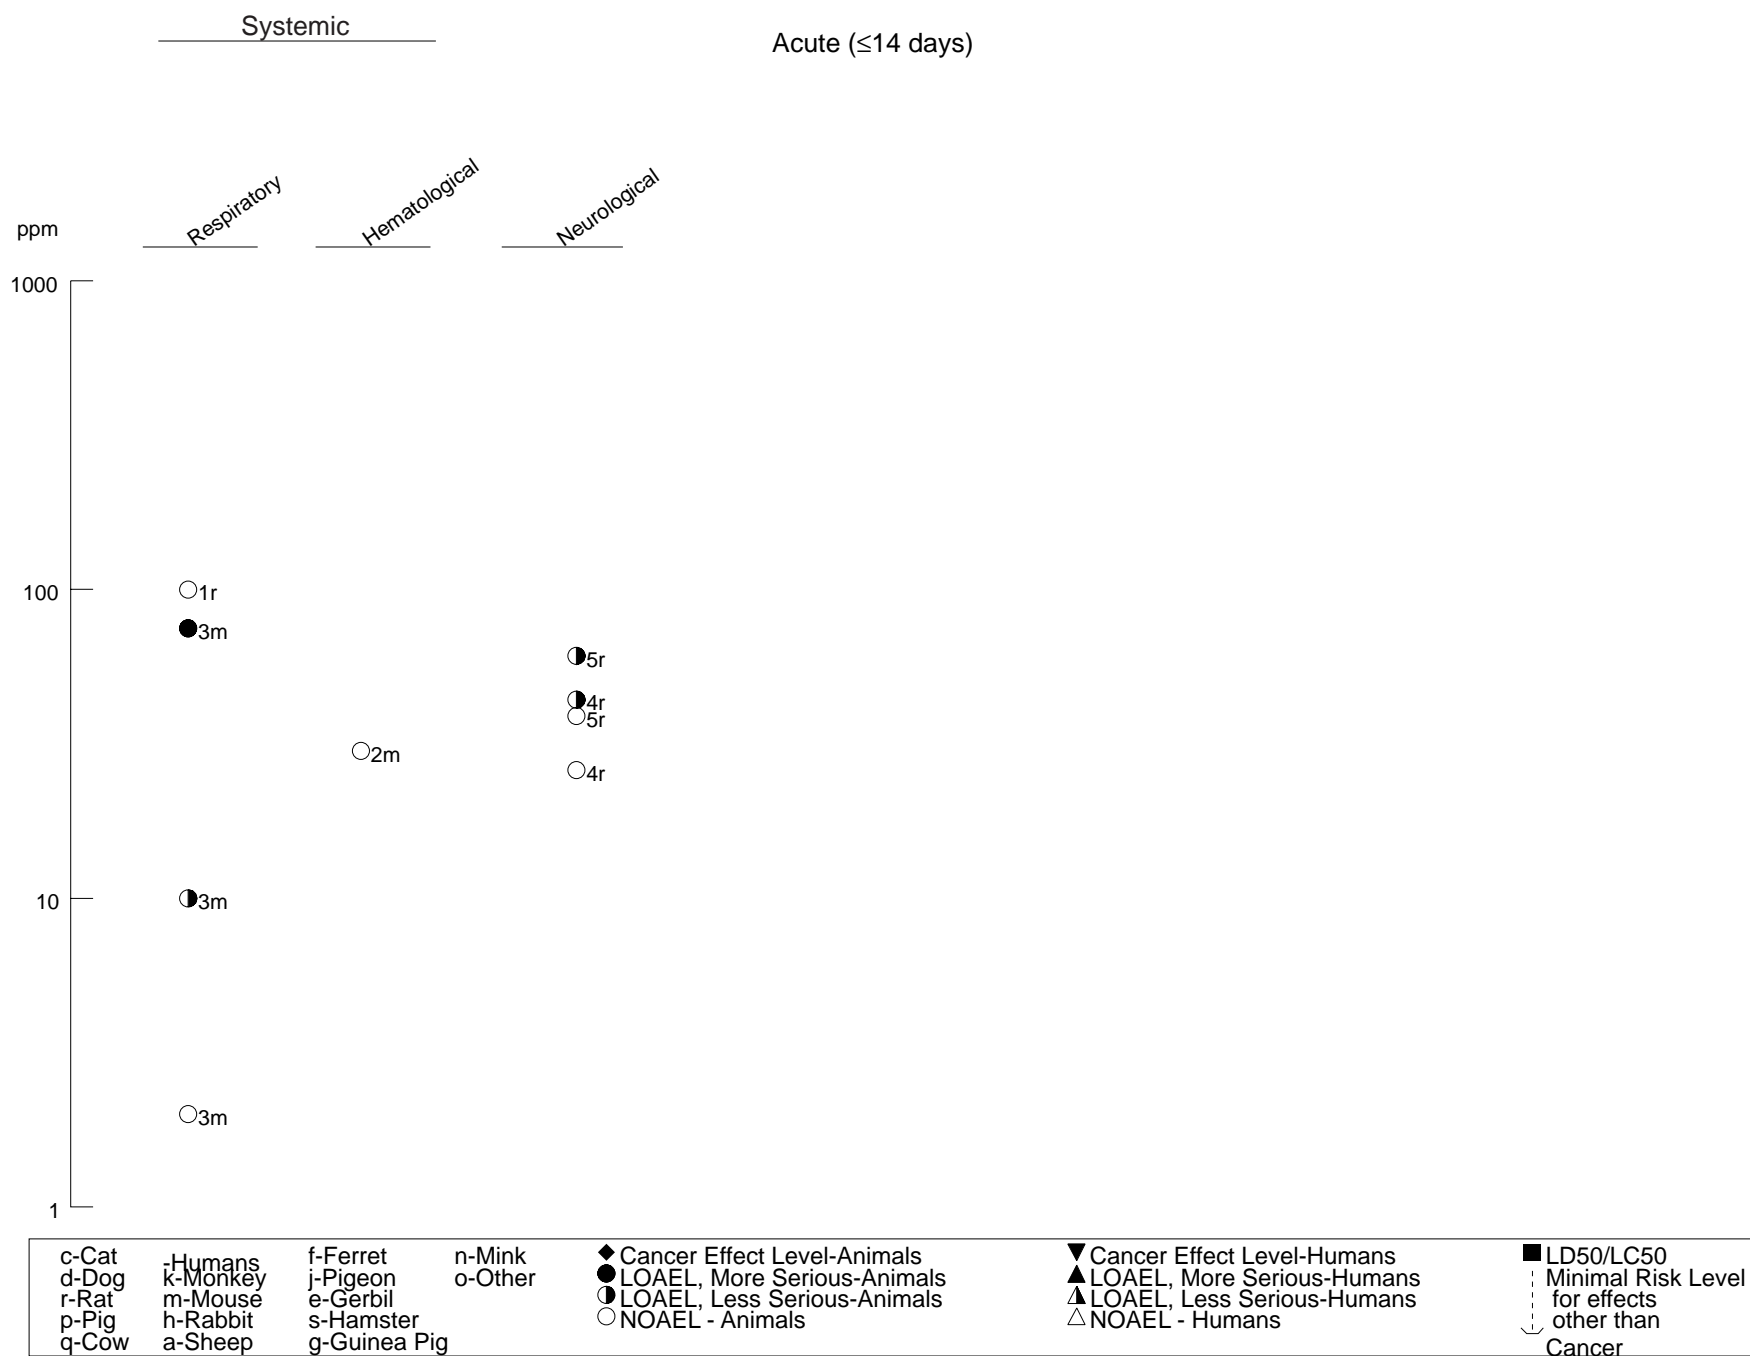 Systemic
Acute (≤14 days)
Respiratory
Hematological
Neurological
ppm
1000
100
10
1
1r
3m
3m
3m
2m
5r
4r
5r
4r
c-Cat
d-Dog
r-Rat
p-Pig
q-Cow
-Humans
k-Monkey
m-Mouse
h-Rabbit
a-Sheep
f-Ferret
j-Pigeon
e-Gerbil
s-Hamster
g-Guinea Pig
n-Mink
o-Other
Cancer Effect Level-Animals
LOAEL, More Serious-Animals
LOAEL, Less Serious-Animals
NOAEL - Animals
Cancer Effect Level-Humans
LOAEL, More Serious-Humans
LOAEL, Less Serious-Humans
NOAEL - Humans
LD50/LC50
Minimal Risk Level
for effects
other than
Cancer